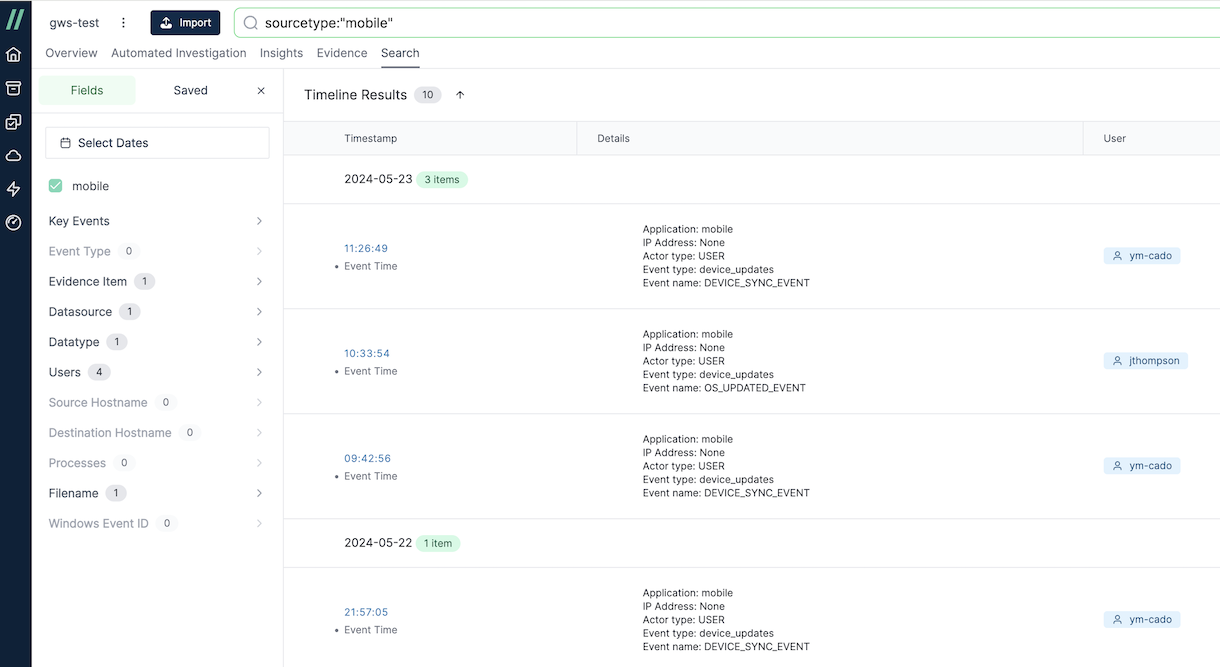 gws-test
Import
sourcetype:"mobile"
Overview Automated Investigation Insights Evidence Search
Fields Saved
Select Dates
mobile
Key Events
Event Type 0
Evidence Item 1
Datasource 1
Datatype 1
Users 4
Source Hostname 0
Destination Hostname 0
Processes 0
Filename 1
Windows Event ID 0
Timeline Results 10
Timestamp Details User
2024-05-23 3 items
11:26:49
• Event Time
Application: mobile
IP Address: None
Actor type: USER
Event type: device_updates
Event name: DEVICE_SYNC_EVENT
ym-cado
10:33:54
• Event Time
Application: mobile
IP Address: None
Actor type: USER
Event type: device_updates
Event name: OS_UPDATED_EVENT
jthompson
09:42:56
• Event Time
Application: mobile
IP Address: None
Actor type: USER
Event type: device_updates
Event name: DEVICE_SYNC_EVENT
ym-cado
2024-05-22 1 item
21:57:05
• Event Time
Application: mobile
IP Address: None
Actor type: USER
Event type: device_updates
Event name: DEVICE_SYNC_EVENT
ym-cado